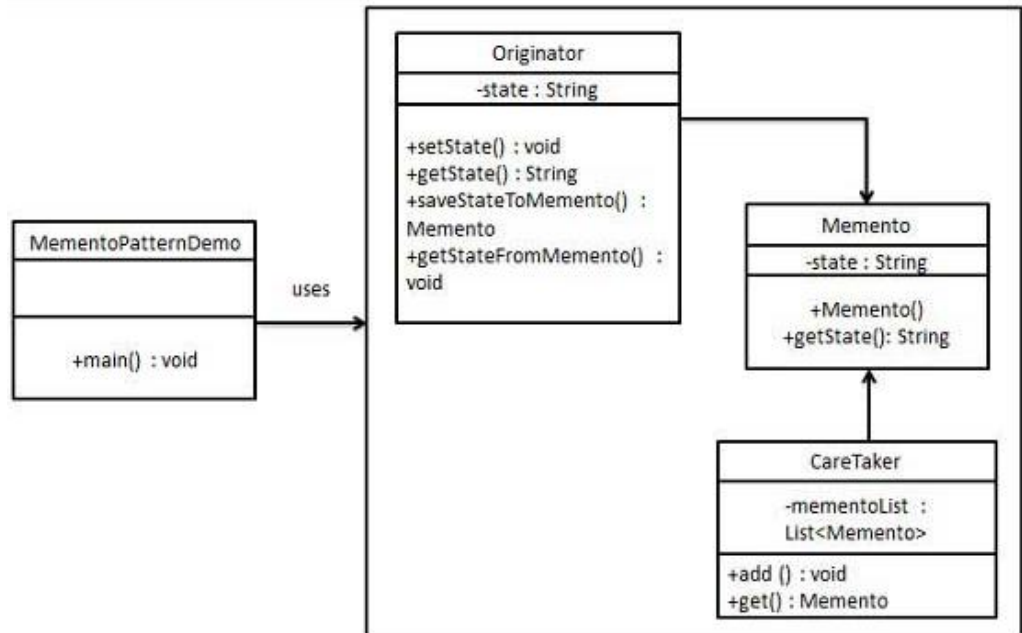 Originator
-state : String
+setState() : void
+getState() : String
+saveStateToMemento() :
Memento
+getStateFromMemento() :
void
MementoPatternDemo
+main() : void
uses
Memento
-state : String
+Memento()
+getState(): String
CareTaker
-mementoList :
List<Memento>
+add () : void
+get() : Memento